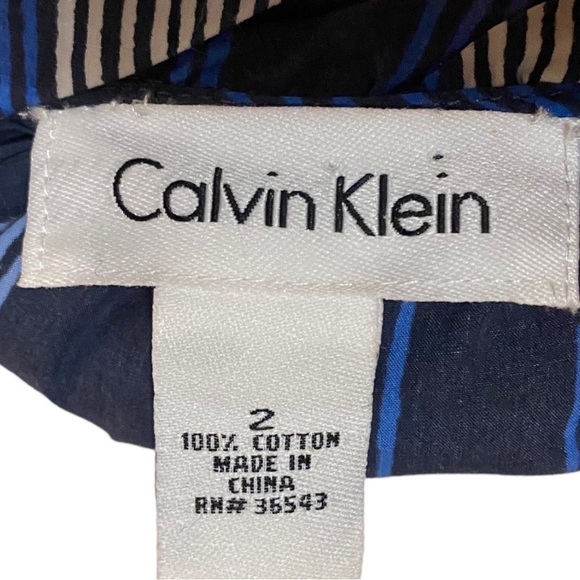 Calvin Klein
2
100% COTTON
MADE IN
CHINA
RN# 36543